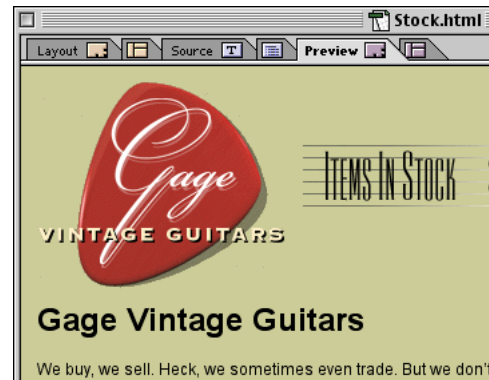 Stock.html
Layout Source T Preview
Gage
VINTAGE GUITARS
ITEMS IN STOCK
Gage Vintage Guitars
We buy, we sell. Heck, we sometimes even trade. But we don't